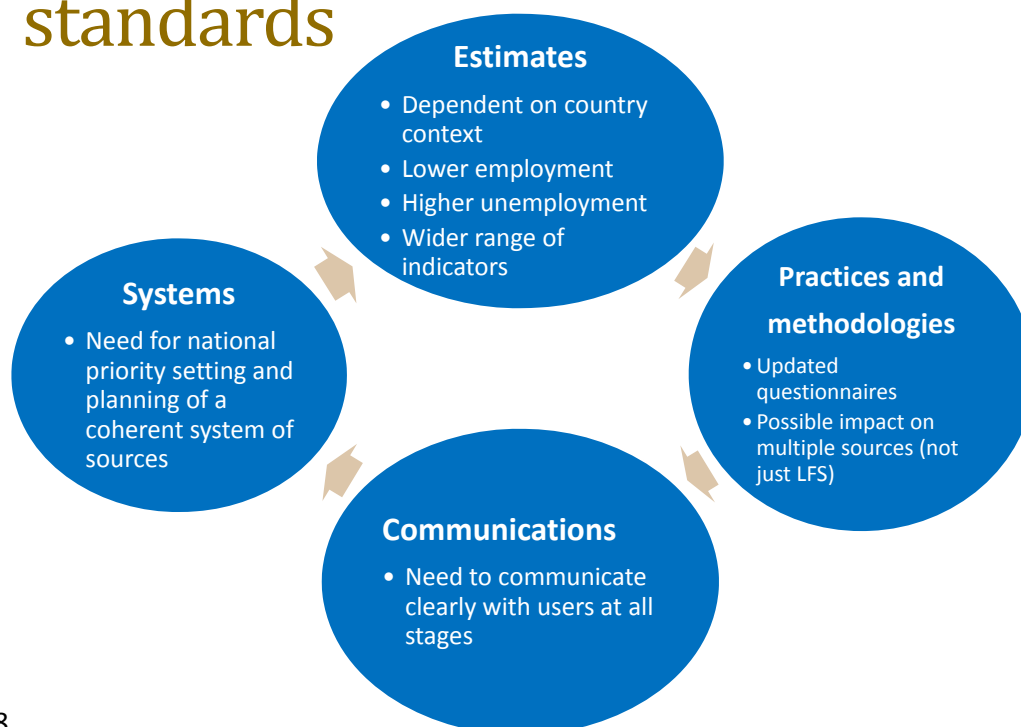 standards
Estimates
• Dependent on country
context
• Lower employment
• Higher unemployment
• Wider range of
indicators
Practices and
methodologies
• Updated
questionnaires
• Possible impact on
multiple sources (not
just LFS)
Communications
• Need to communicate
clearly with users at all
stages
Systems
• Need for national
priority setting and
planning of a
coherent system of
sources